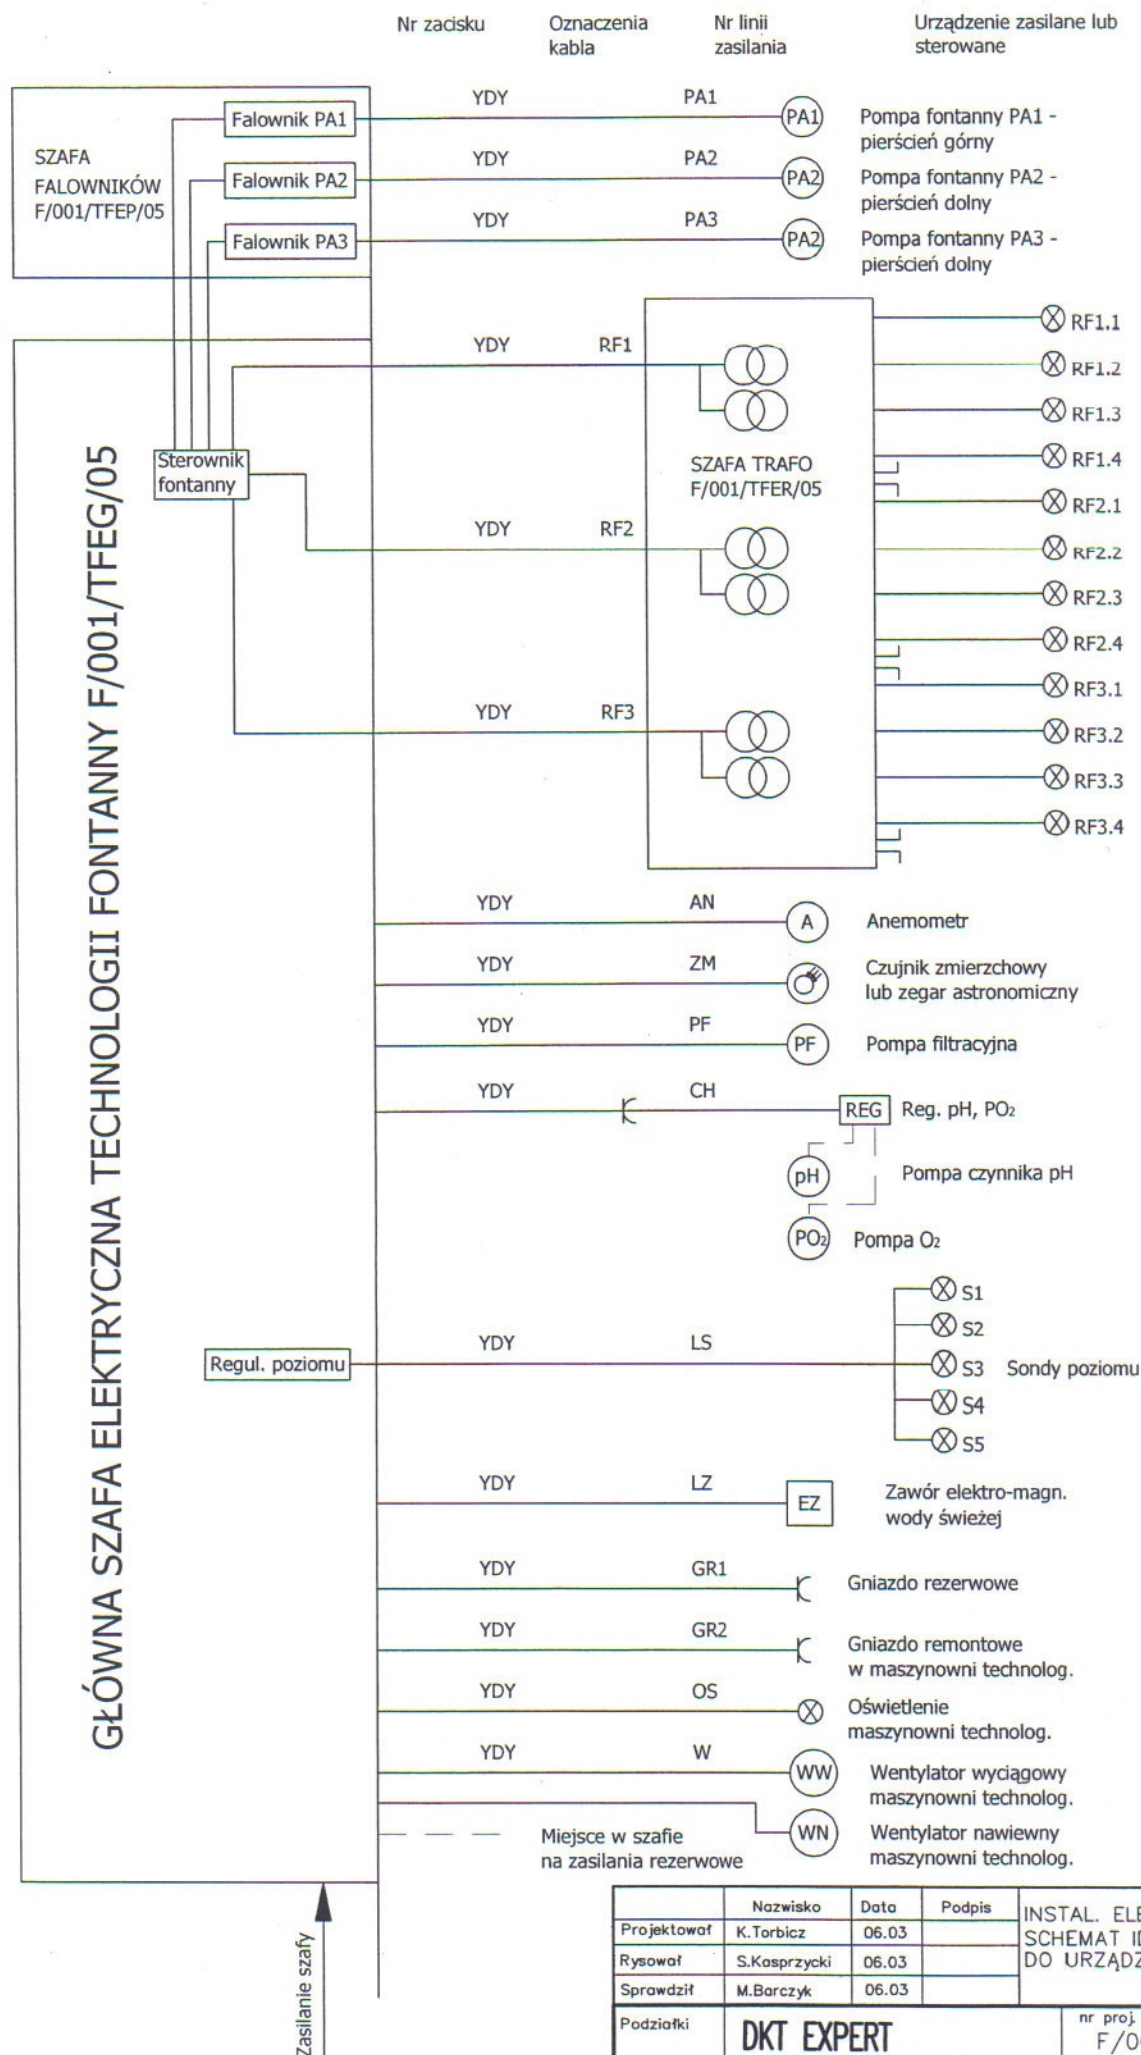 Nr zacisku
Oznaczenia
kabla
Nr linii
zasilania
Urządzenie zasilane lub
sterowane
SZAFA
FALOWNIKÓW
F/001/TFEP/05
Falownik PA1
YDY
PA1
PA1
Pompa fontanny PA1 -
pierścień górny
Falownik PA2
YDY
PA2
PA2
Pompa fontanny PA2 -
pierścień dolny
Falownik PA3
YDY
PA3
PA2
Pompa fontanny PA3 -
pierścień dolny
GŁÓWNA SZAFA ELEKTRYCZNA TECHNOLOGII FONTANNY F/001/TFEG/05
Sterownik
fontanny
YDY
RF1
YDY
RF2
YDY
RF3
SZAFA TRAFO
F/001/TFER/05
RF1.1
RF1.2
RF1.3
RF1.4
RF2.1
RF2.2
RF2.3
RF2.4
RF3.1
RF3.2
RF3.3
RF3.4
YDY
AN
A
Anemometr
YDY
ZM
Czujnik zmierzchowy
lub zegar astronomiczny
YDY
PF
PF
Pompa filtracyjna
YDY
CH
REG
Reg. pH, PO2
pH
Pompa czynnika pH
PO2
Pompa O2
Regul. poziomu
YDY
LS
S1
S2
S3
Sondy poziomu
S4
S5
YDY
LZ
EZ
Zawór elektro-magn.
wody świeżej
YDY
GR1
Gniazdo rezerwowe
YDY
GR2
Gniazdo remontowe
w maszynowni technolog.
YDY
OS
Oświetlenie
maszynowni technolog.
YDY
W
WW
Wentylator wyciągowy
maszynowni technolog.
WN
Wentylator nawiewny
maszynowni technolog.
Miejsce w szafie
na zasilania rezerwowe
Zasilanie szafy
Nazwisko
Data
Podpis
Projektował
K.Torbicz
06.03
Rysował
S.Kasprzycki
06.03
Sprawdził
M.Barczyk
06.03
INSTAL. ELE
SCHEMAT ID
DO URZĄDZ
Podziałki
DKT EXPERT
nr proj.
F/00